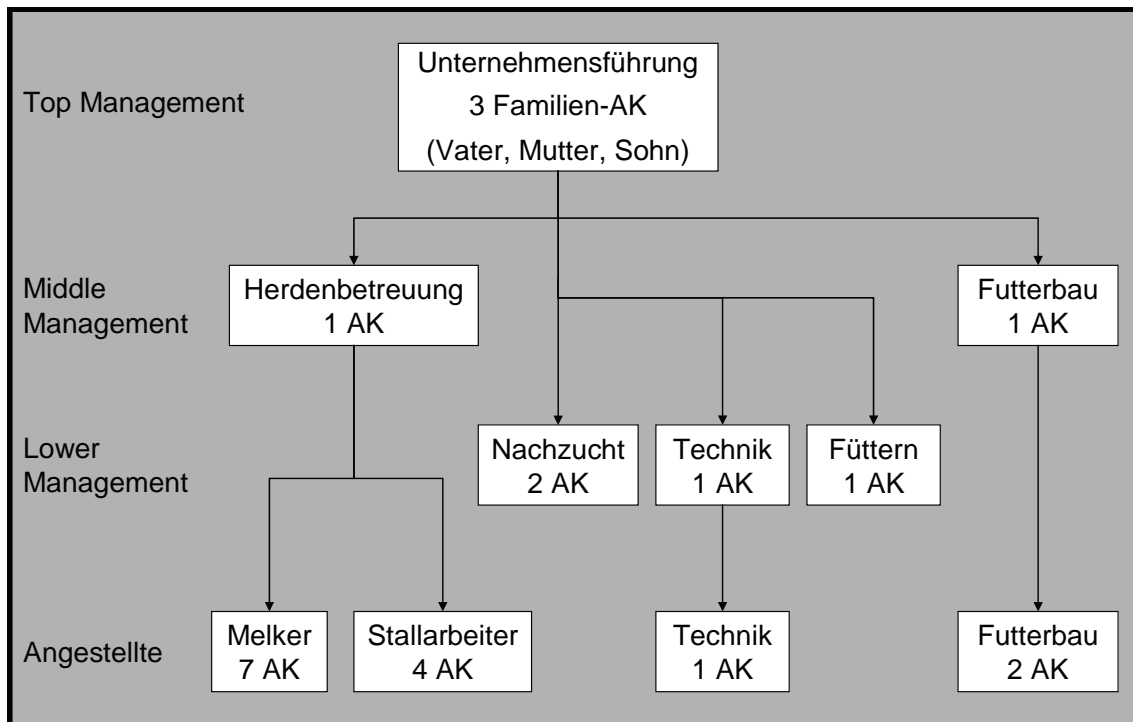 Unternehmensführung
3 Familien-AK
(Vater, Mutter, Sohn)
Top Management
Middle
Management
Herdenbetreuung
1 AK
Futterbau
1 AK
Lower
Management
Nachzucht
2 AK
Technik
1 AK
Füttern
1 AK
Angestellte
Melker
7 AK
Stallarbeiter
4 AK
Technik
1 AK
Futterbau
2 AK